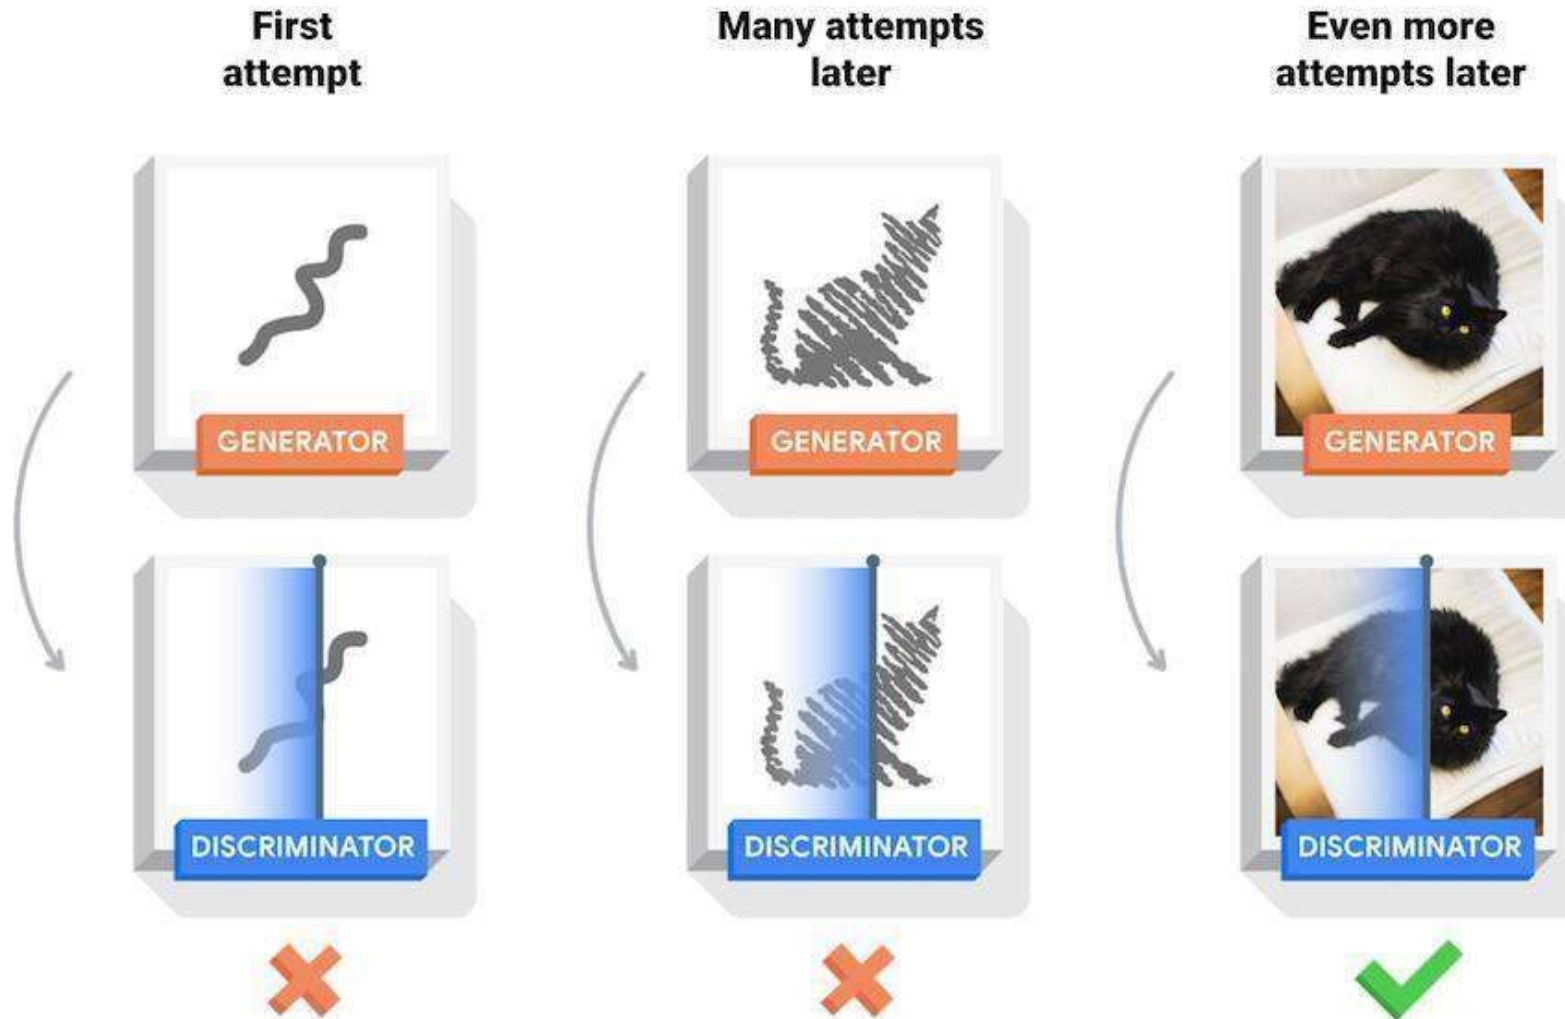 First
attempt
Many attempts
later
Even more
attempts later
GENERATOR
GENERATOR
GENERATOR
DISCRIMINATOR
DISCRIMINATOR
DISCRIMINATOR